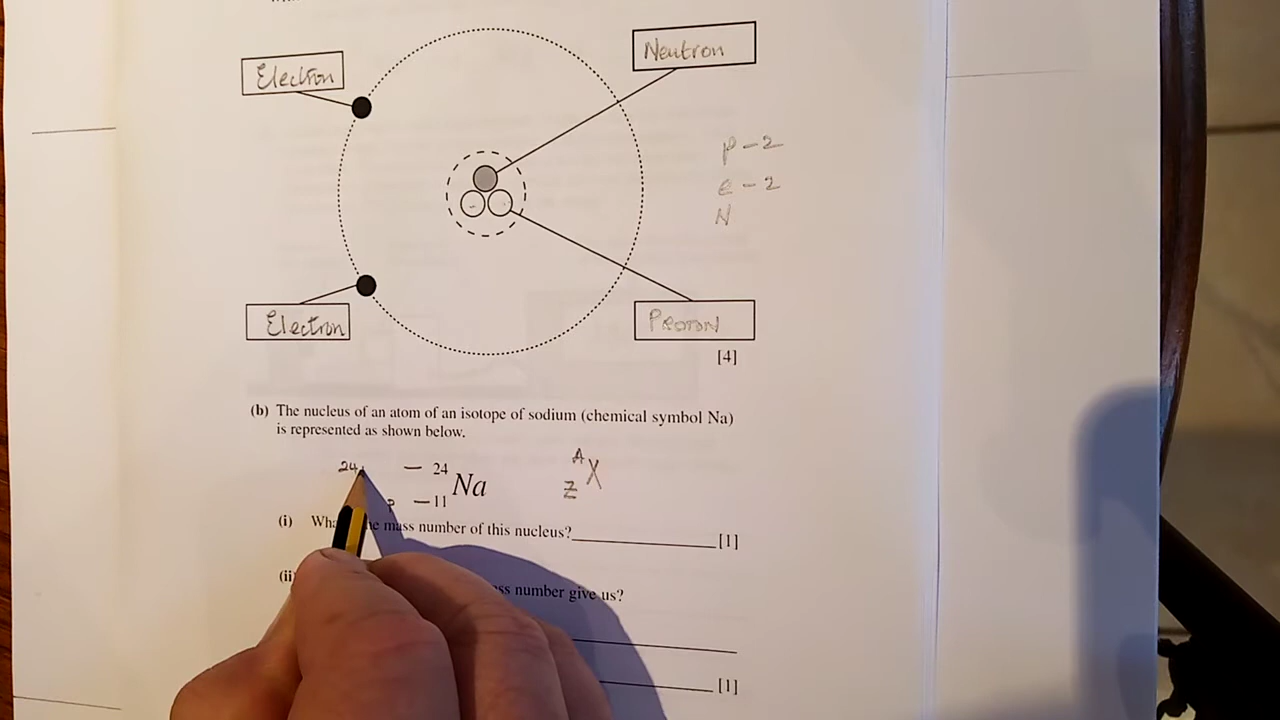 Electron
Neutron
p - 2
e - 2
N
Electron
Proton
[4]
(b) The nucleus of an atom of an isotope of sodium (chemical symbol Na)
is represented as shown below.
24
— 24
Na
A
X
Z
p — 11
(i) the mass number of this nucleus? [1]
(ii
number give us?
[1]